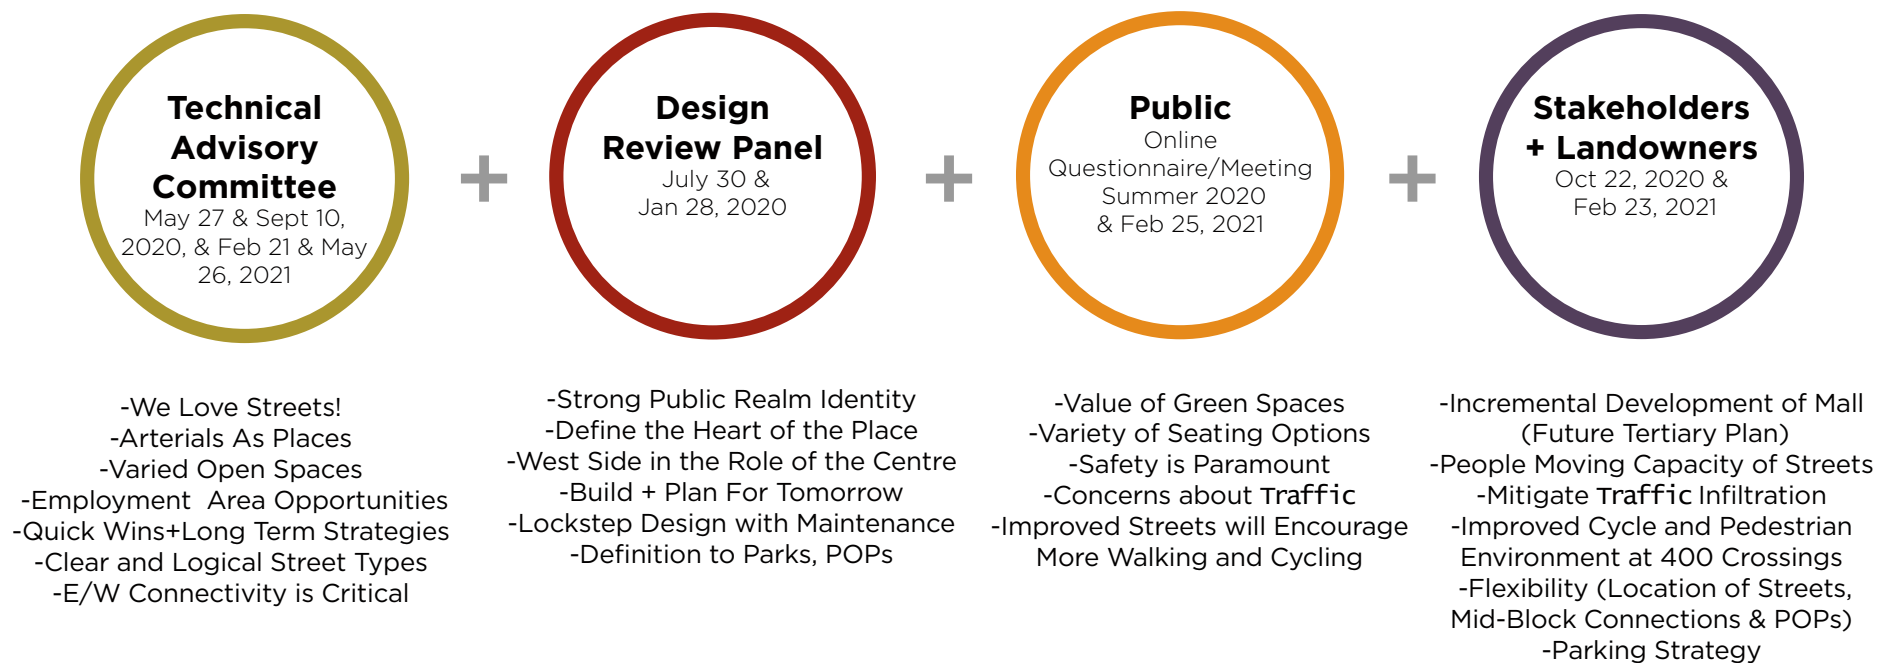 Technical
Advisory
Committee
May 27 & Sept 10,
2020, & Feb 21 & May
26, 2021
+
Design
Review Panel
July 30 &
Jan 28, 2020
+
Public
Online
Questionnaire/Meeting
Summer 2020
& Feb 25, 2021
+
Stakeholders
+ Landowners
Oct 22, 2020 &
Feb 23, 2021
-We Love Streets!
-Arterials As Places
-Varied Open Spaces
-Employment  Area Opportunities
-Quick Wins+Long Term Strategies
-Clear and Logical Street Types
-E/W Connectivity is Critical
-Strong Public Realm Identity
-Define the Heart of the Place
-West Side in the Role of the Centre
-Build + Plan For Tomorrow
-Lockstep Design with Maintenance
-Definition to Parks, POPs
-Value of Green Spaces
-Variety of Seating Options
-Safety is Paramount
-Concerns about Traffic
-Improved Streets will Encourage
More Walking and Cycling
-Incremental Development of Mall
(Future Tertiary Plan)
-People Moving Capacity of Streets
-Mitigate Traffic Infiltration
-Improved Cycle and Pedestrian
Environment at 400 Crossings
-Flexibility (Location of Streets,
Mid-Block Connections & POPs)
-Parking Strategy